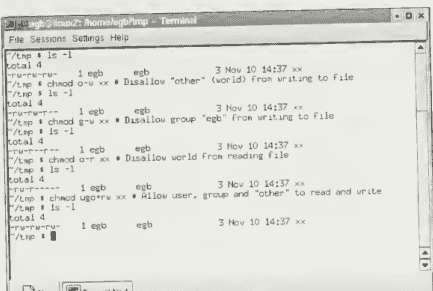 egb@linux2: /home/egb/tmp - Terminal
File Sessions Settings Help
~/tmp $ ls -l
total 4
-rw-rw-rw- 1 egb egb 3 Nov 10 14:37 xx
~/tmp $ chmod o-w xx # Disallow "other" (world) from writing to file
~/tmp $ ls -l
total 4
-rw-rw-r-- 1 egb egb 3 Nov 10 14:37 xx
~/tmp $ chmod g-w xx # Disallow group "egb" from writing to file
~/tmp $ ls -l
total 4
-rw-r--r-- 1 egb egb 3 Nov 10 14:37 xx
~/tmp $ chmod o-r xx # Disallow world from reading file
~/tmp $ ls -l
total 4
-rw-r----- 1 egb egb 3 Nov 10 14:37 xx
~/tmp $ chmod ugo+rw xx # Allow user, group and "other" to read and write
~/tmp $ ls -l
total 4
-rw-rw-rw- 1 egb egb 3 Nov 10 14:37 xx
~/tmp $